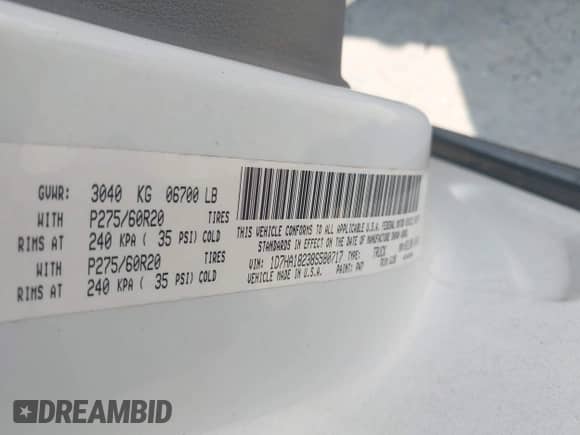 GVWR: 3040 KG 06700 LB
WITH P275/60R20 TIRES
RIMS AT 240 KPA ( 35 PSI) COLD
WITH P275/60R20 TIRES
RIMS AT 240 KPA ( 35 PSI) COLD
THIS VEHICLE CONFORMS TO ALL APPLICABLE U.S.A. FEDERAL MOTOR VEHICLE
STANDARDS IN EFFECT ON THE DATE OF MANUFACTURE SHOWN ABOVE.
VIN: 1D7HA18238S580717 TYPE: TRUCK
VEHICLE MADE IN U.S.A. PAINT: PW7
DREAMBID